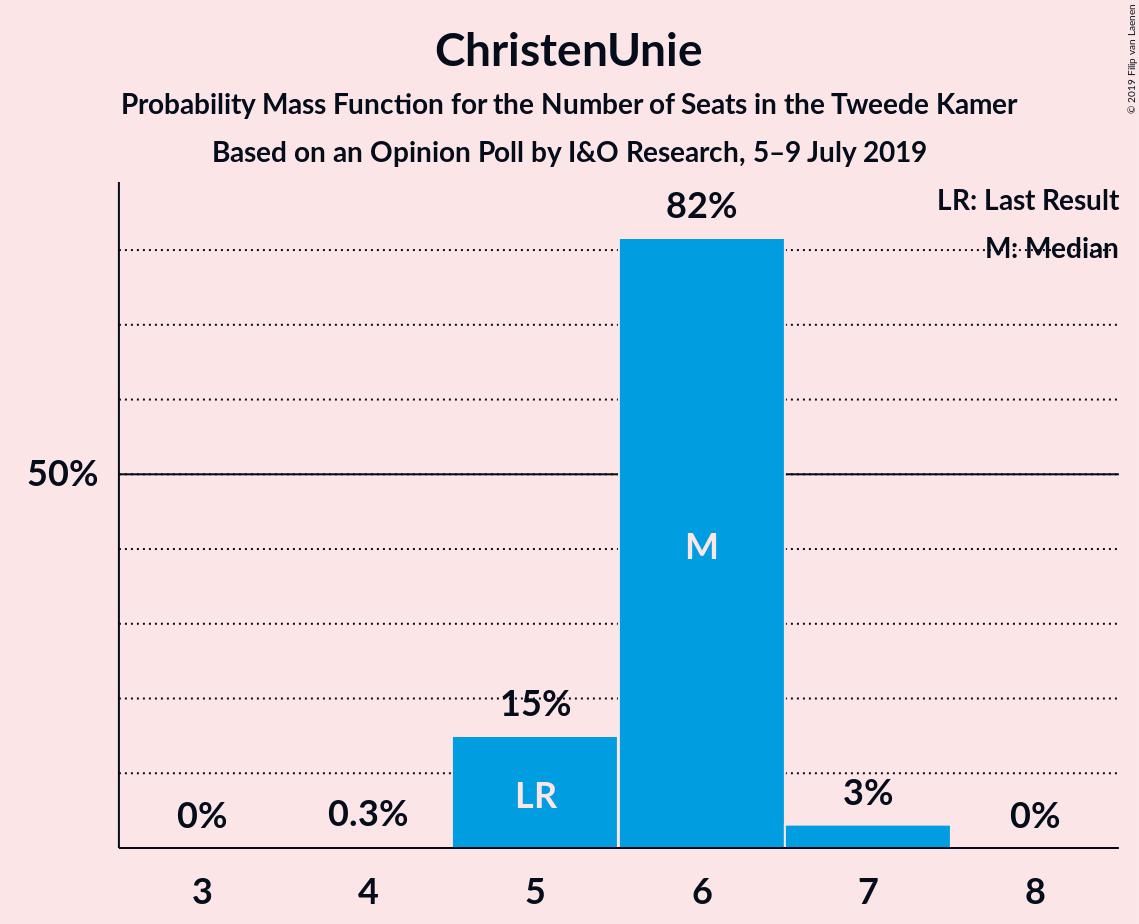 ChristenUnie
Probability Mass Function for the Number of Seats in the Tweede Kamer
Based on an Opinion Poll by I&O Research, 5–9 July 2019
© 2019 Filip van Laenen
LR: Last Result
M: Median
82%
50%
M
15%
LR
0%
0.3%
3%
0%
3
4
5
6
7
8